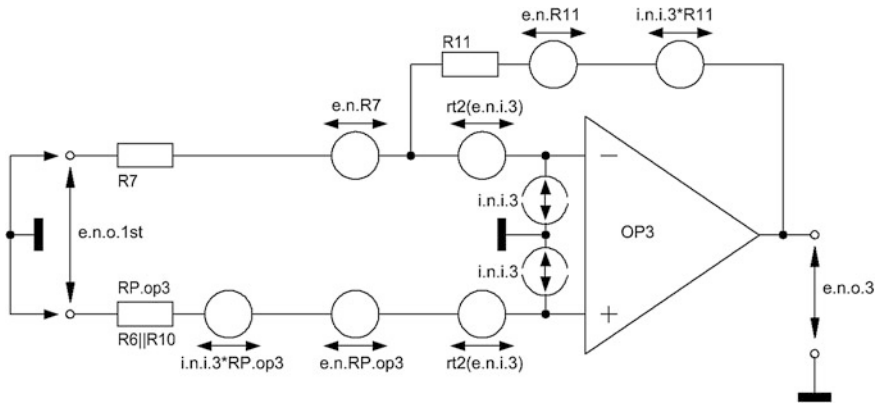 e.n.R11
i.n.i.3*R11
R11
e.n.R7
rt2(e.n.i.3)
R7
−
i.n.i.3
OP3
e.n.o.1st
i.n.i.3
e.n.o.3
RP.op3
+
R6||R10
i.n.i.3*RP.op3
e.n.RP.op3
rt2(e.n.i.3)